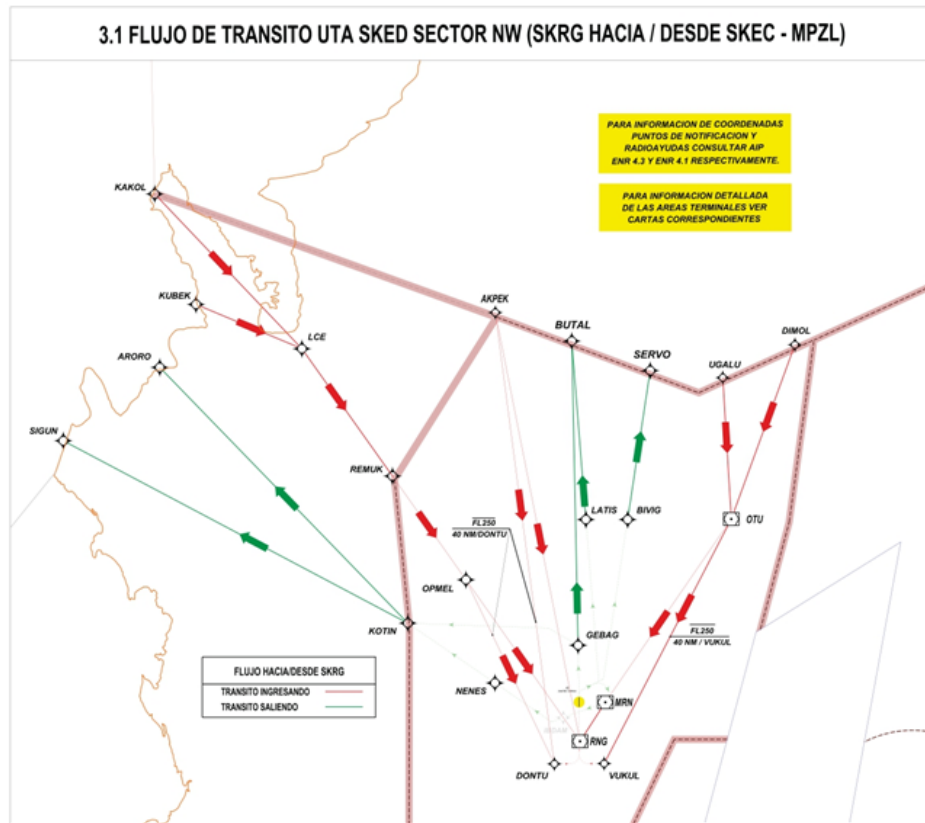 3.1 FLUJO DE TRANSITO UTA SKED SECTOR NW (SKRG HACIA / DESDE SKEC - MPZL)
PARA INFORMACION DE COORDENADAS
PUNTOS DE NOTIFICACION Y
RADIOAYUDAS CONSULTAR AIP
ENR 4.3 Y ENR 4.1 RESPECTIVAMENTE.
PARA INFORMACION DETALLADA
DE LAS AREAS TERMINALES VER
CARTAS CORRESPONDIENTES
KAKOL
KUBEK
AKPEK
BUTAL
DIMOL
LCE
ARORO
SERVO
UGALU
SIGUN
REMUK
LATIS
BIVIG
OTU
FL250
40 NM/DONTU
OPMEL
KOTIN
GEBAG
FL250
40 NM / VUKUL
FLUJO HACIA/DESDE SKRG
TRANSITO INGRESANDO
TRANSITO SALIENDO
NENES
MRN
RNG
DONTU
VUKUL